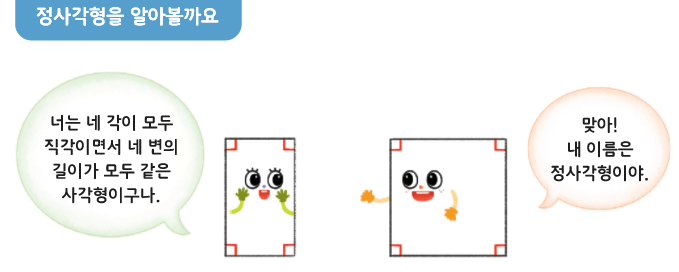 정사각형을 알아볼까요
너는 네 각이 모두
직각이면서 네 변의
길이가 모두 같은
사각형이구나.
맞아!
내 이름은
정사각형이야.